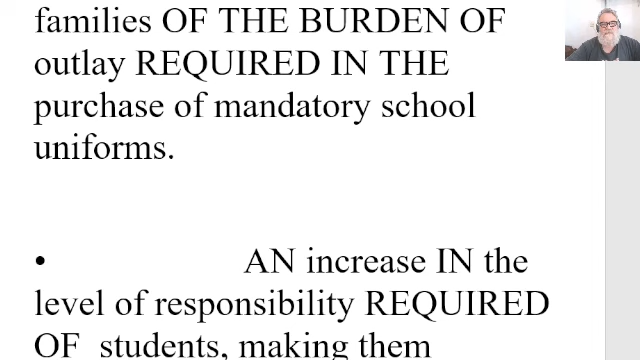 families OF THE BURDEN OF
outlay REQUIRED IN THE
purchase of mandatory school
uniforms.
• AN increase IN the
level of responsibility REQUIRED
OF students, making them